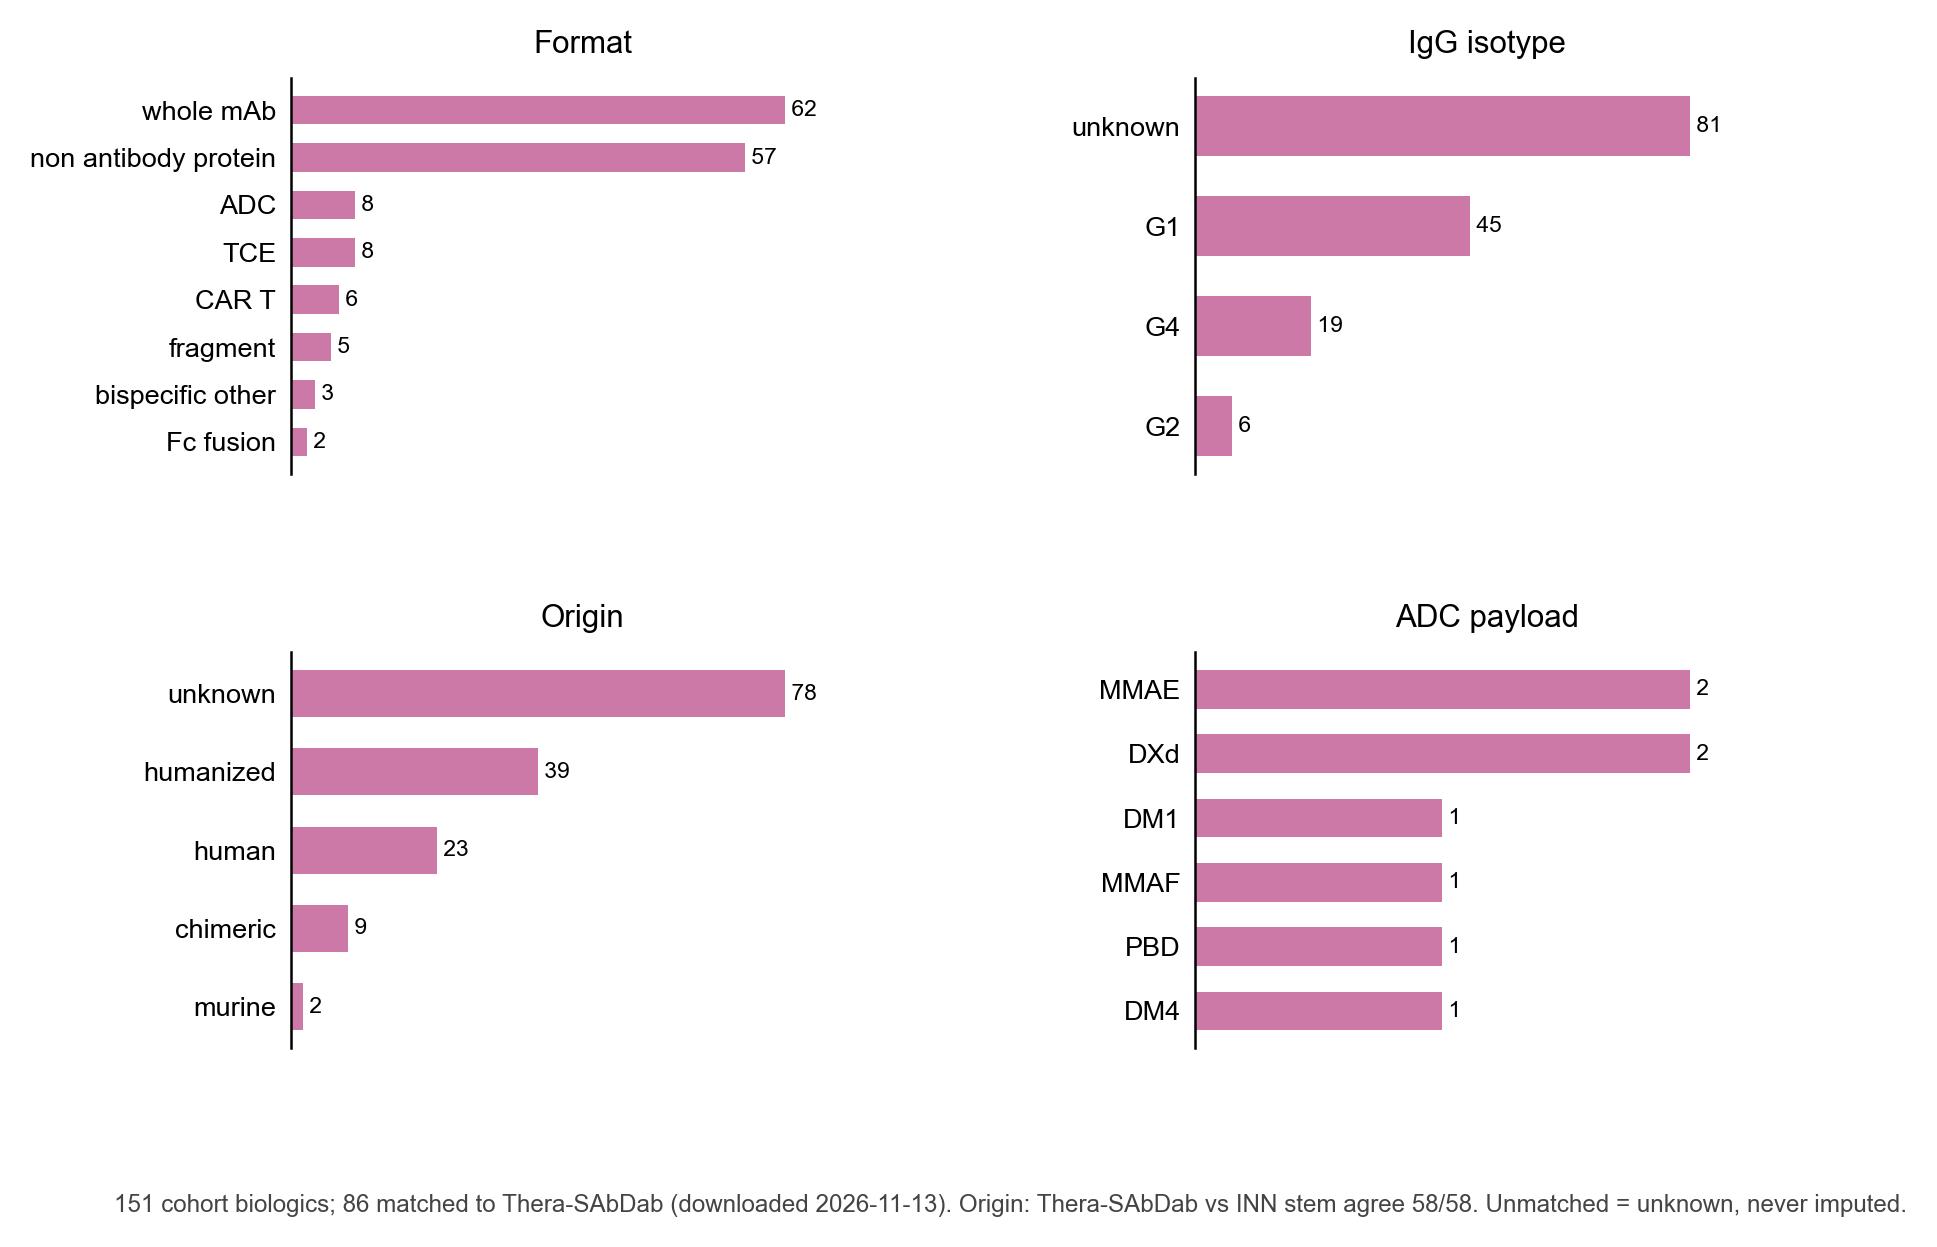 Format
whole mAb 62
non antibody protein 57
ADC 8
TCE 8
CAR T 6
fragment 5
bispecific other 3
Fc fusion 2
IgG isotype
unknown 81
G1 45
G4 19
G2 6
Origin
unknown 78
humanized 39
human 23
chimeric 9
murine 2
ADC payload
MMAE 2
DXd 2
DM1 1
MMAF 1
PBD 1
DM4 1
151 cohort biologics; 86 matched to Thera-SAbDab (downloaded 2026-11-13). Origin: Thera-SAbDab vs INN stem agree 58/58. Unmatched = unknown, never imputed.